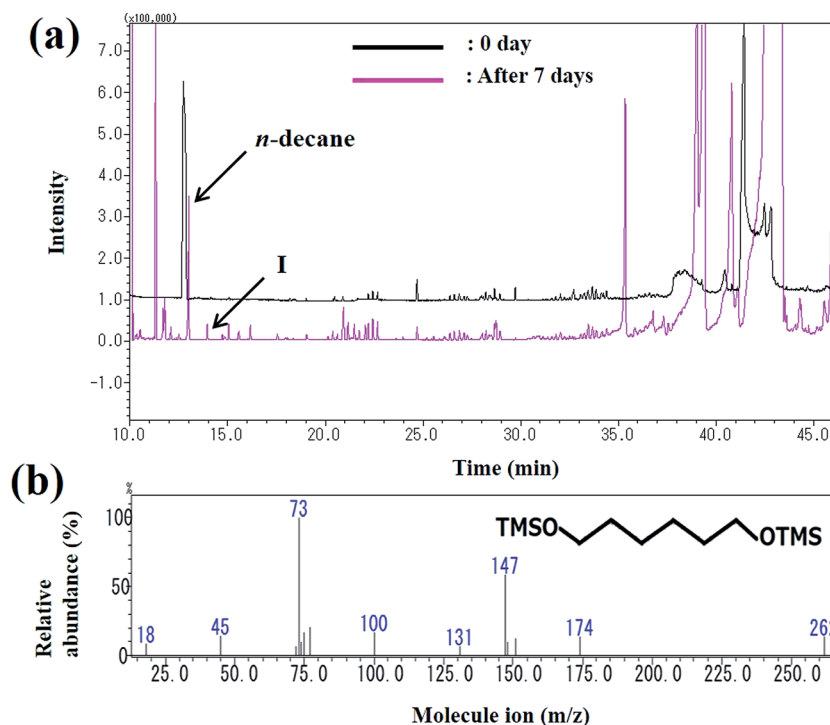 (a)
(x100,000)
7.0
6.0
5.0
4.0
3.0
2.0
1.0
0.0
-1.0
Intensity
: 0 day
: After 7 days
n-decane
I
10.0 15.0 20.0 25.0 30.0 35.0 40.0 45.0
Time (min)
(b)
%
100
50
0
Relative
abundance (%)
18 45 73 100 131 147 174
TMSO
OTMS
25.0 50.0 75.0 100.0 125.0 150.0 175.0 200.0 225.0 250.0
Molecule ion (m/z)